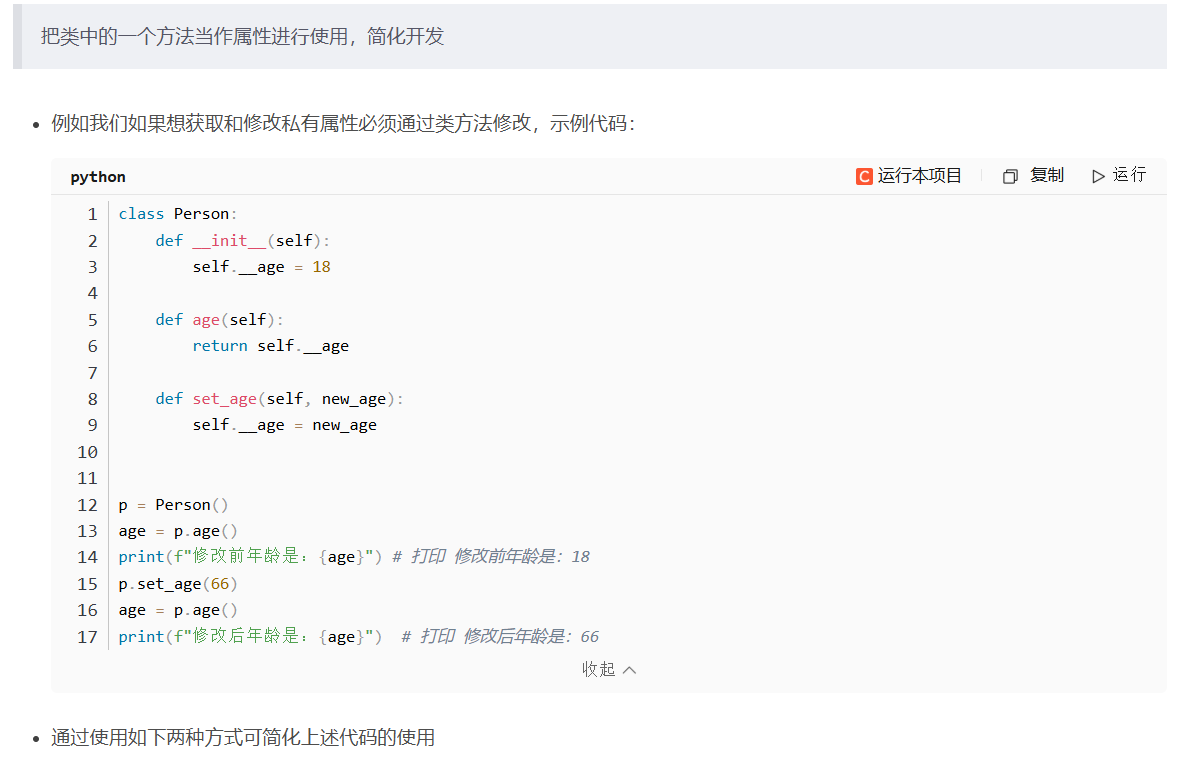 把类中的一个方法当作属性进行使用，简化开发
• 例如我们如果想获取和修改私有属性必须通过类方法修改，示例代码：
python
C 运行本项目 复制 运行
1 class Person:
2     def __init__(self):
3         self.__age = 18
4
5     def age(self):
6         return self.__age
7
8     def set_age(self, new_age):
9         self.__age = new_age
10
11
12 p = Person()
13 age = p.age()
14 print(f"修改前年龄是：{age}") # 打印 修改前年龄是：18
15 p.set_age(66)
16 age = p.age()
17 print(f"修改后年龄是：{age}")  # 打印 修改后年龄是：66
收起
• 通过使用如下两种方式可简化上述代码的使用